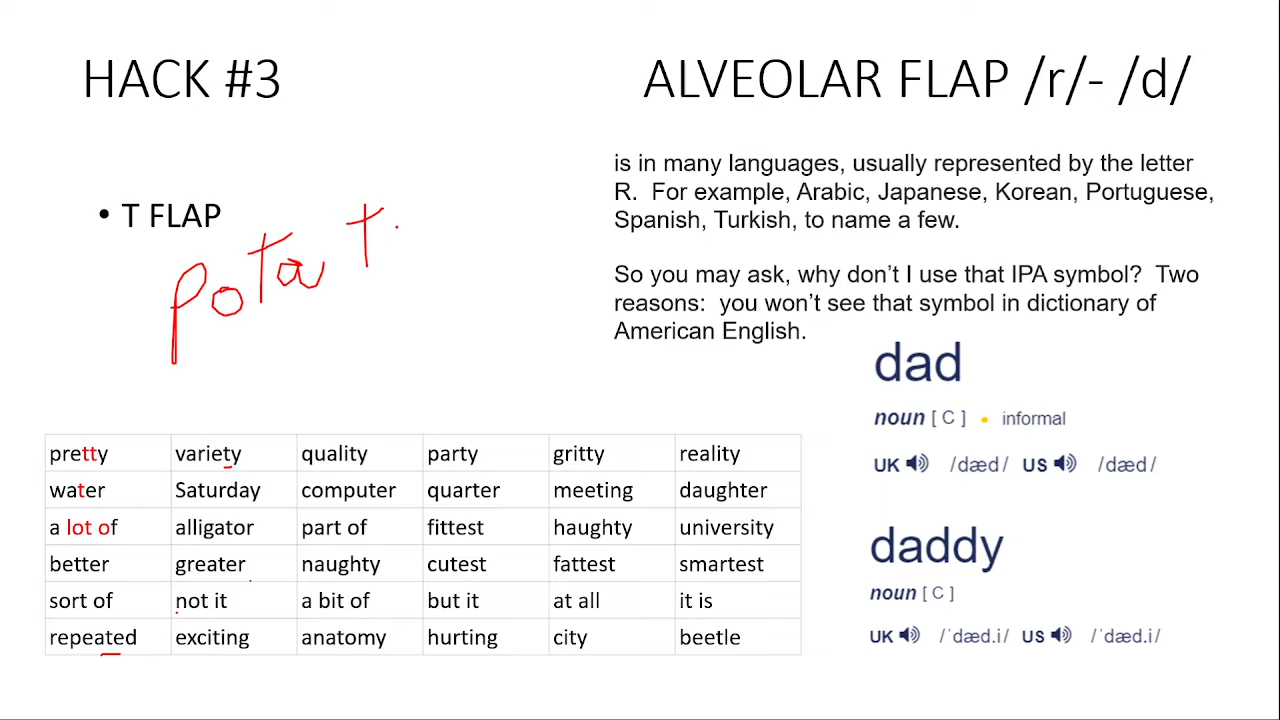 HACK #3
• T FLAP
potat
ALVEOLAR FLAP /r/- /d/
is in many languages, usually represented by the letter
R. For example, Arabic, Japanese, Korean, Portuguese,
Spanish, Turkish, to name a few.
So you may ask, why don't I use that IPA symbol? Two
reasons: you won't see that symbol in dictionary of
American English.
pretty variety quality party gritty reality
water Saturday computer quarter meeting daughter
a lot of alligator part of fittest haughty university
better greater naughty cutest fattest smartest
sort of not it a bit of but it at all it is
repeated exciting anatomy hurting city beetle
dad
noun [ C ] • informal
UK /dæd/ US /dæd/
daddy
noun [ C ]
UK /ˈdæd.i/ US /ˈdæd.i/